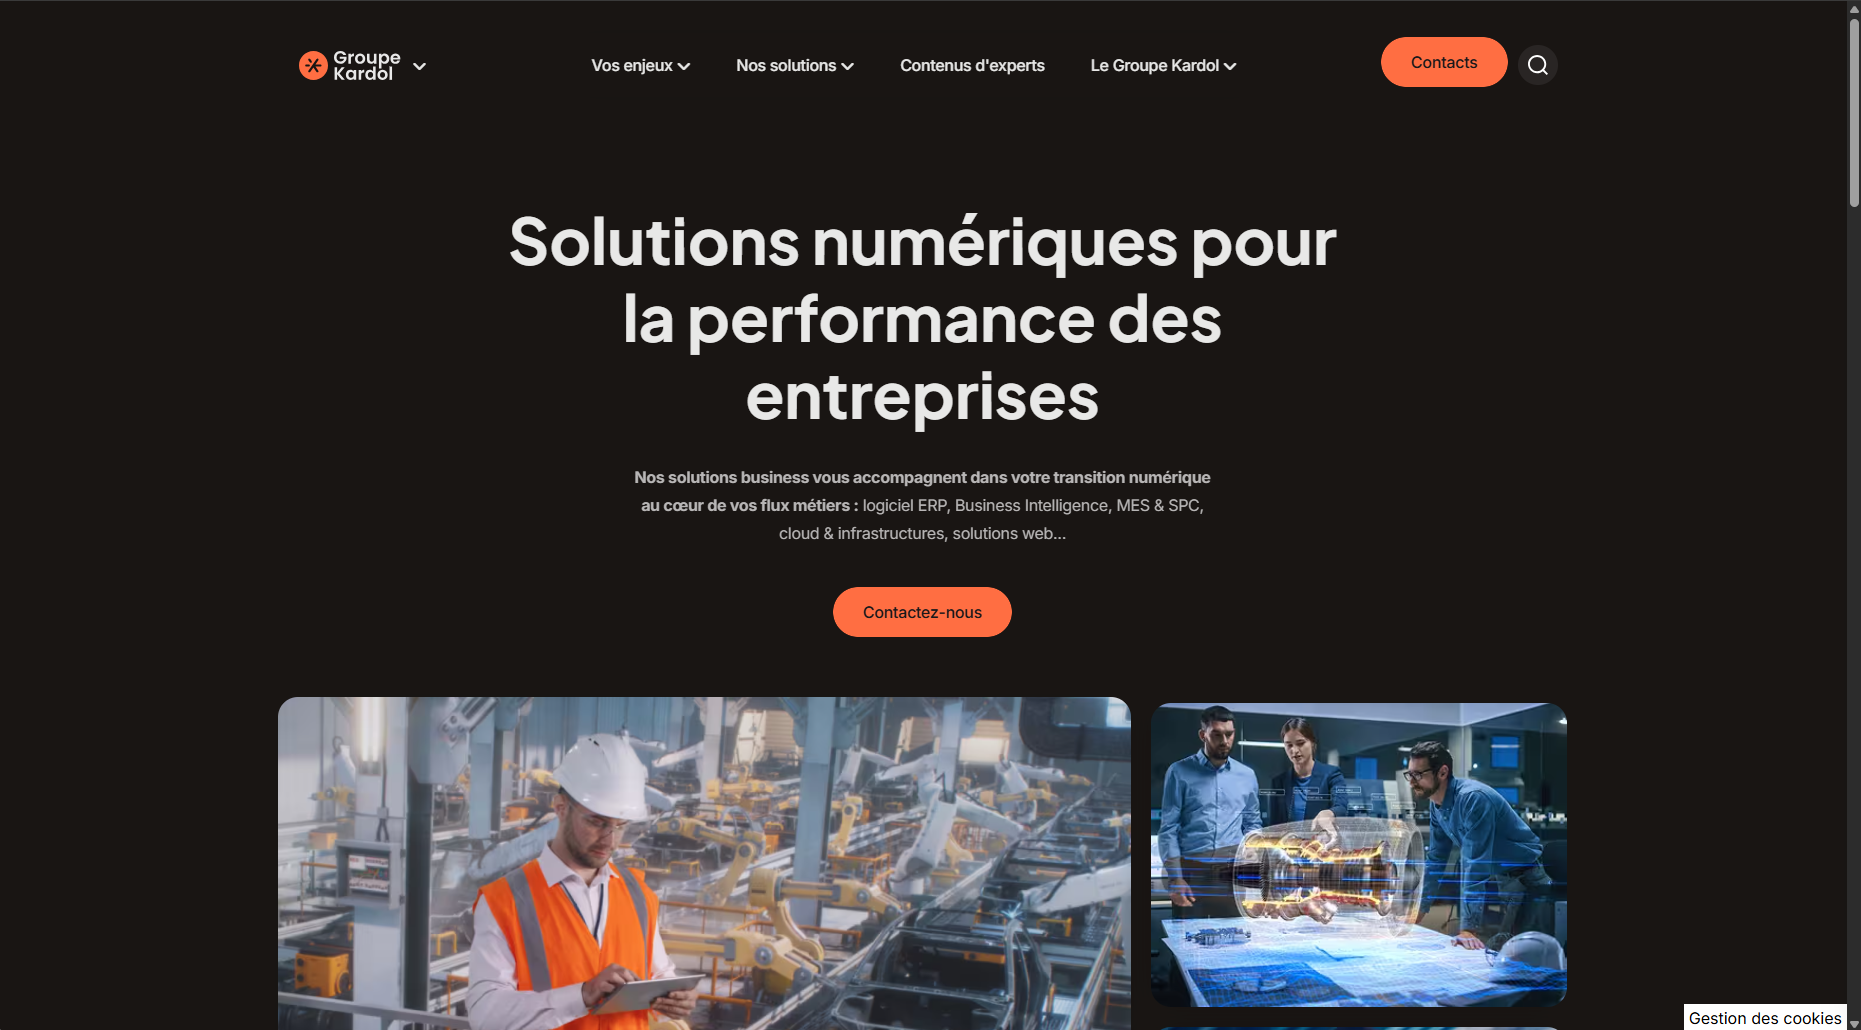 Groupe
Kardol
Vos enjeux
Nos solutions
Contenus d'experts
Le Groupe Kardol
Contacts
Solutions numériques pour
la performance des
entreprises
Nos solutions business vous accompagnent dans votre transition numérique
au cœur de vos flux métiers : logiciel ERP, Business Intelligence, MES & SPC,
cloud & infrastructures, solutions web...
Contactez-nous
Gestion des cookies